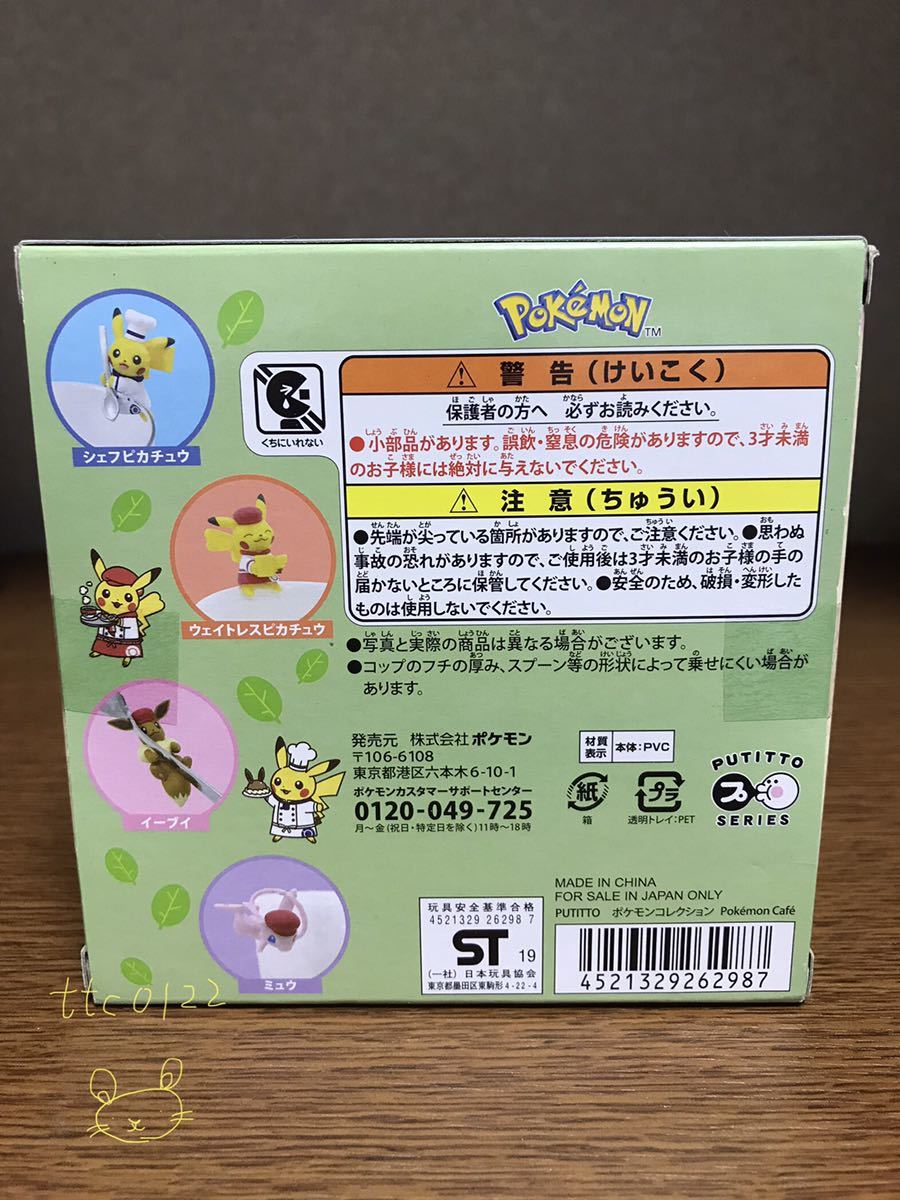 POKéMON TM
警告(けいこく)
保護者の方へ 必ずお読みください。
●小部品があります。誤飲・窒息の危険がありますので、3才未満
のお子様には絶対に与えないでください。
くちにいれない
注意(ちゅうい)
●先端が尖っている箇所がありますので、ご注意ください。●思わぬ
事故の恐れがありますので、ご使用後は3才未満のお子様の手の
届かないところに保管してください。●安全のため、破損・変形した
ものは使用しないでください。
●写真と実際の商品は異なる場合がございます。
●コップのフチの厚み、スプーン等の形状によって乗せにくい場合が
あります。
シェフピカチュウ
ウェイトレスピカチュウ
イーブイ
ミュウ
発売元 株式会社ポケモン
〒106-6108
東京都港区六本木6-10-1
ポケモンカスタマーサポートセンター
0120-049-725
月〜金(祝日・特定日を除く)11時〜18時
材質
表示
本体:PVC
紙
箱
プラ
透明トレイ:PET
PUTITTO
プ
SERIES
MADE IN CHINA
FOR SALE IN JAPAN ONLY
PUTITTO ポケモンコレクション Pokémon Café
玩具安全基準合格
4521329 26298 7
ST 19
(一社)日本玩具協会
東京都墨田区東駒形4-22-4
4521329262987
ttc0122